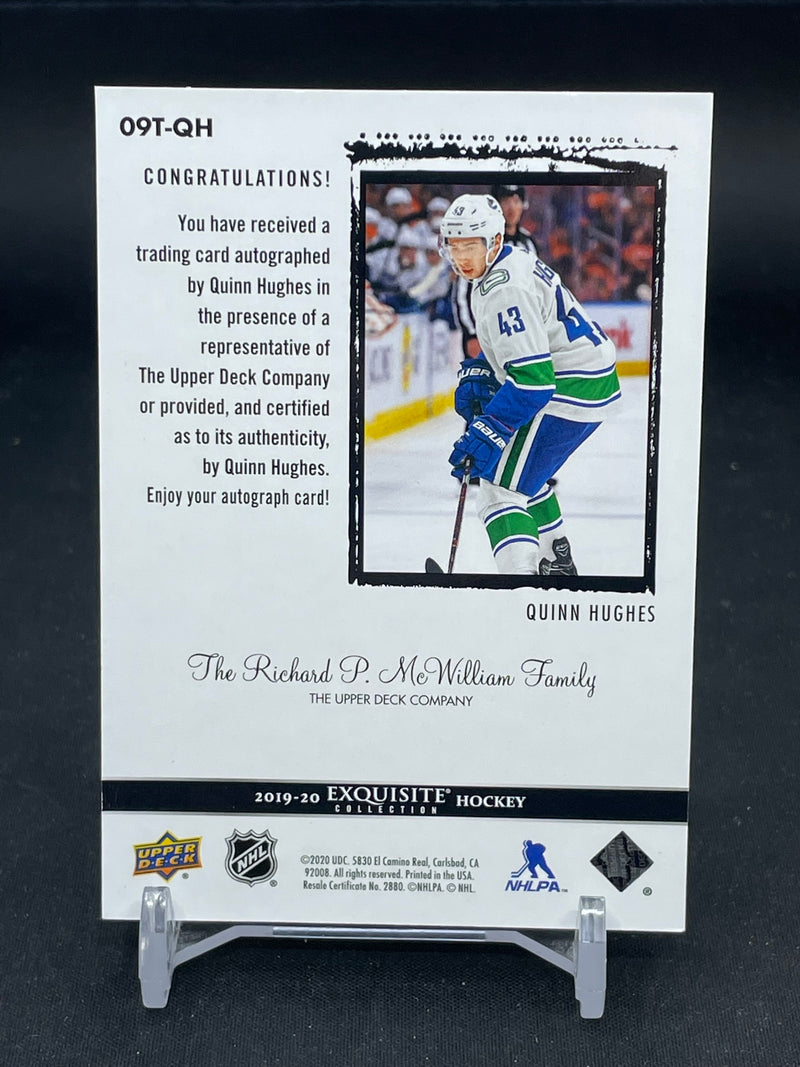 09T-QH
CONGRATULATIONS!
You have received a
trading card autographed
by Quinn Hughes in
the presence of a
representative of
The Upper Deck Company
or provided, and certified
as to its authenticity,
by Quinn Hughes.
Enjoy your autograph card!
43
43
BAUER
QUINN HUGHES
The Richard P. McWilliam Family
THE UPPER DECK COMPANY
2019-20 EXQUISITE® HOCKEY
COLLECTION
UPPER
D·E·C·K
®
NHL
®
©2020 UDC. 5830 El Camino Real, Carlsbad, CA
92008. All rights reserved. Printed in the USA.
Resale Certificate No. 2880. ©NHLPA. © NHL.
NHLPA™
®